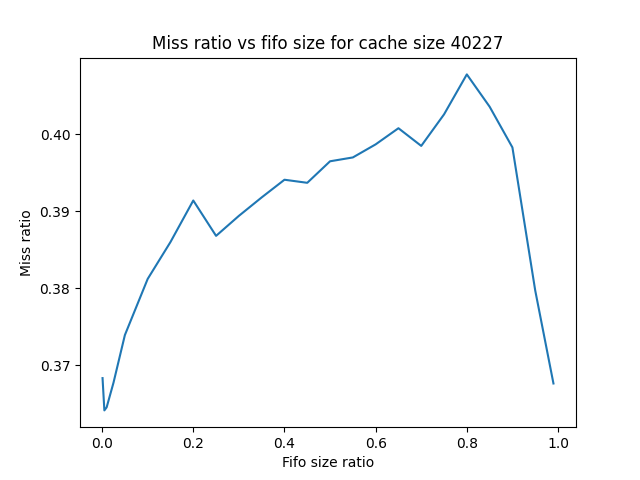 Miss ratio vs fifo size for cache size 40227
0.40
0.39
0.38
0.37
Miss ratio
0.0 0.2 0.4 0.6 0.8 1.0
Fifo size ratio